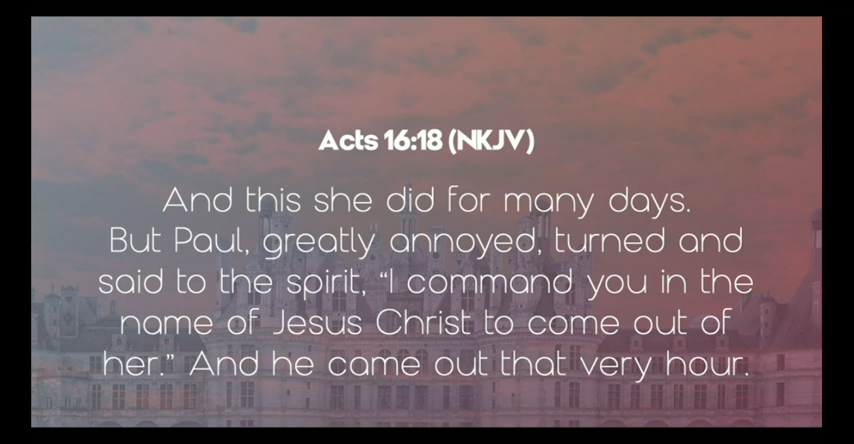 Acts 16:18 (NKJV)
And this she did for many days.
But Paul, greatly annoyed, turned and
said to the spirit, “I command you in the
name of Jesus Christ to come out of
her.” And he came out that very hour.